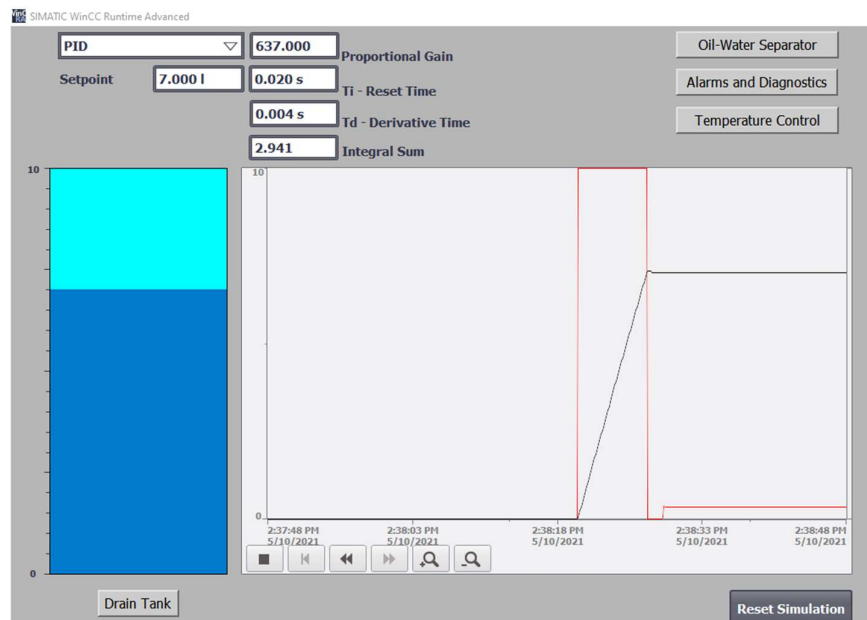 SIMATIC WinCC Runtime Advanced
PID
637.000
Proportional Gain
Oil-Water Separator
Setpoint
7.000 l
0.020 s
Ti - Reset Time
Alarms and Diagnostics
0.004 s
Td - Derivative Time
Temperature Control
2.941
Integral Sum
10
10
0
2:37:48 PM
5/10/2021
2:38:03 PM
5/10/2021
2:38:18 PM
5/10/2021
2:38:33 PM
5/10/2021
2:38:48 PM
5/10/2021
0
Drain Tank
Reset Simulation